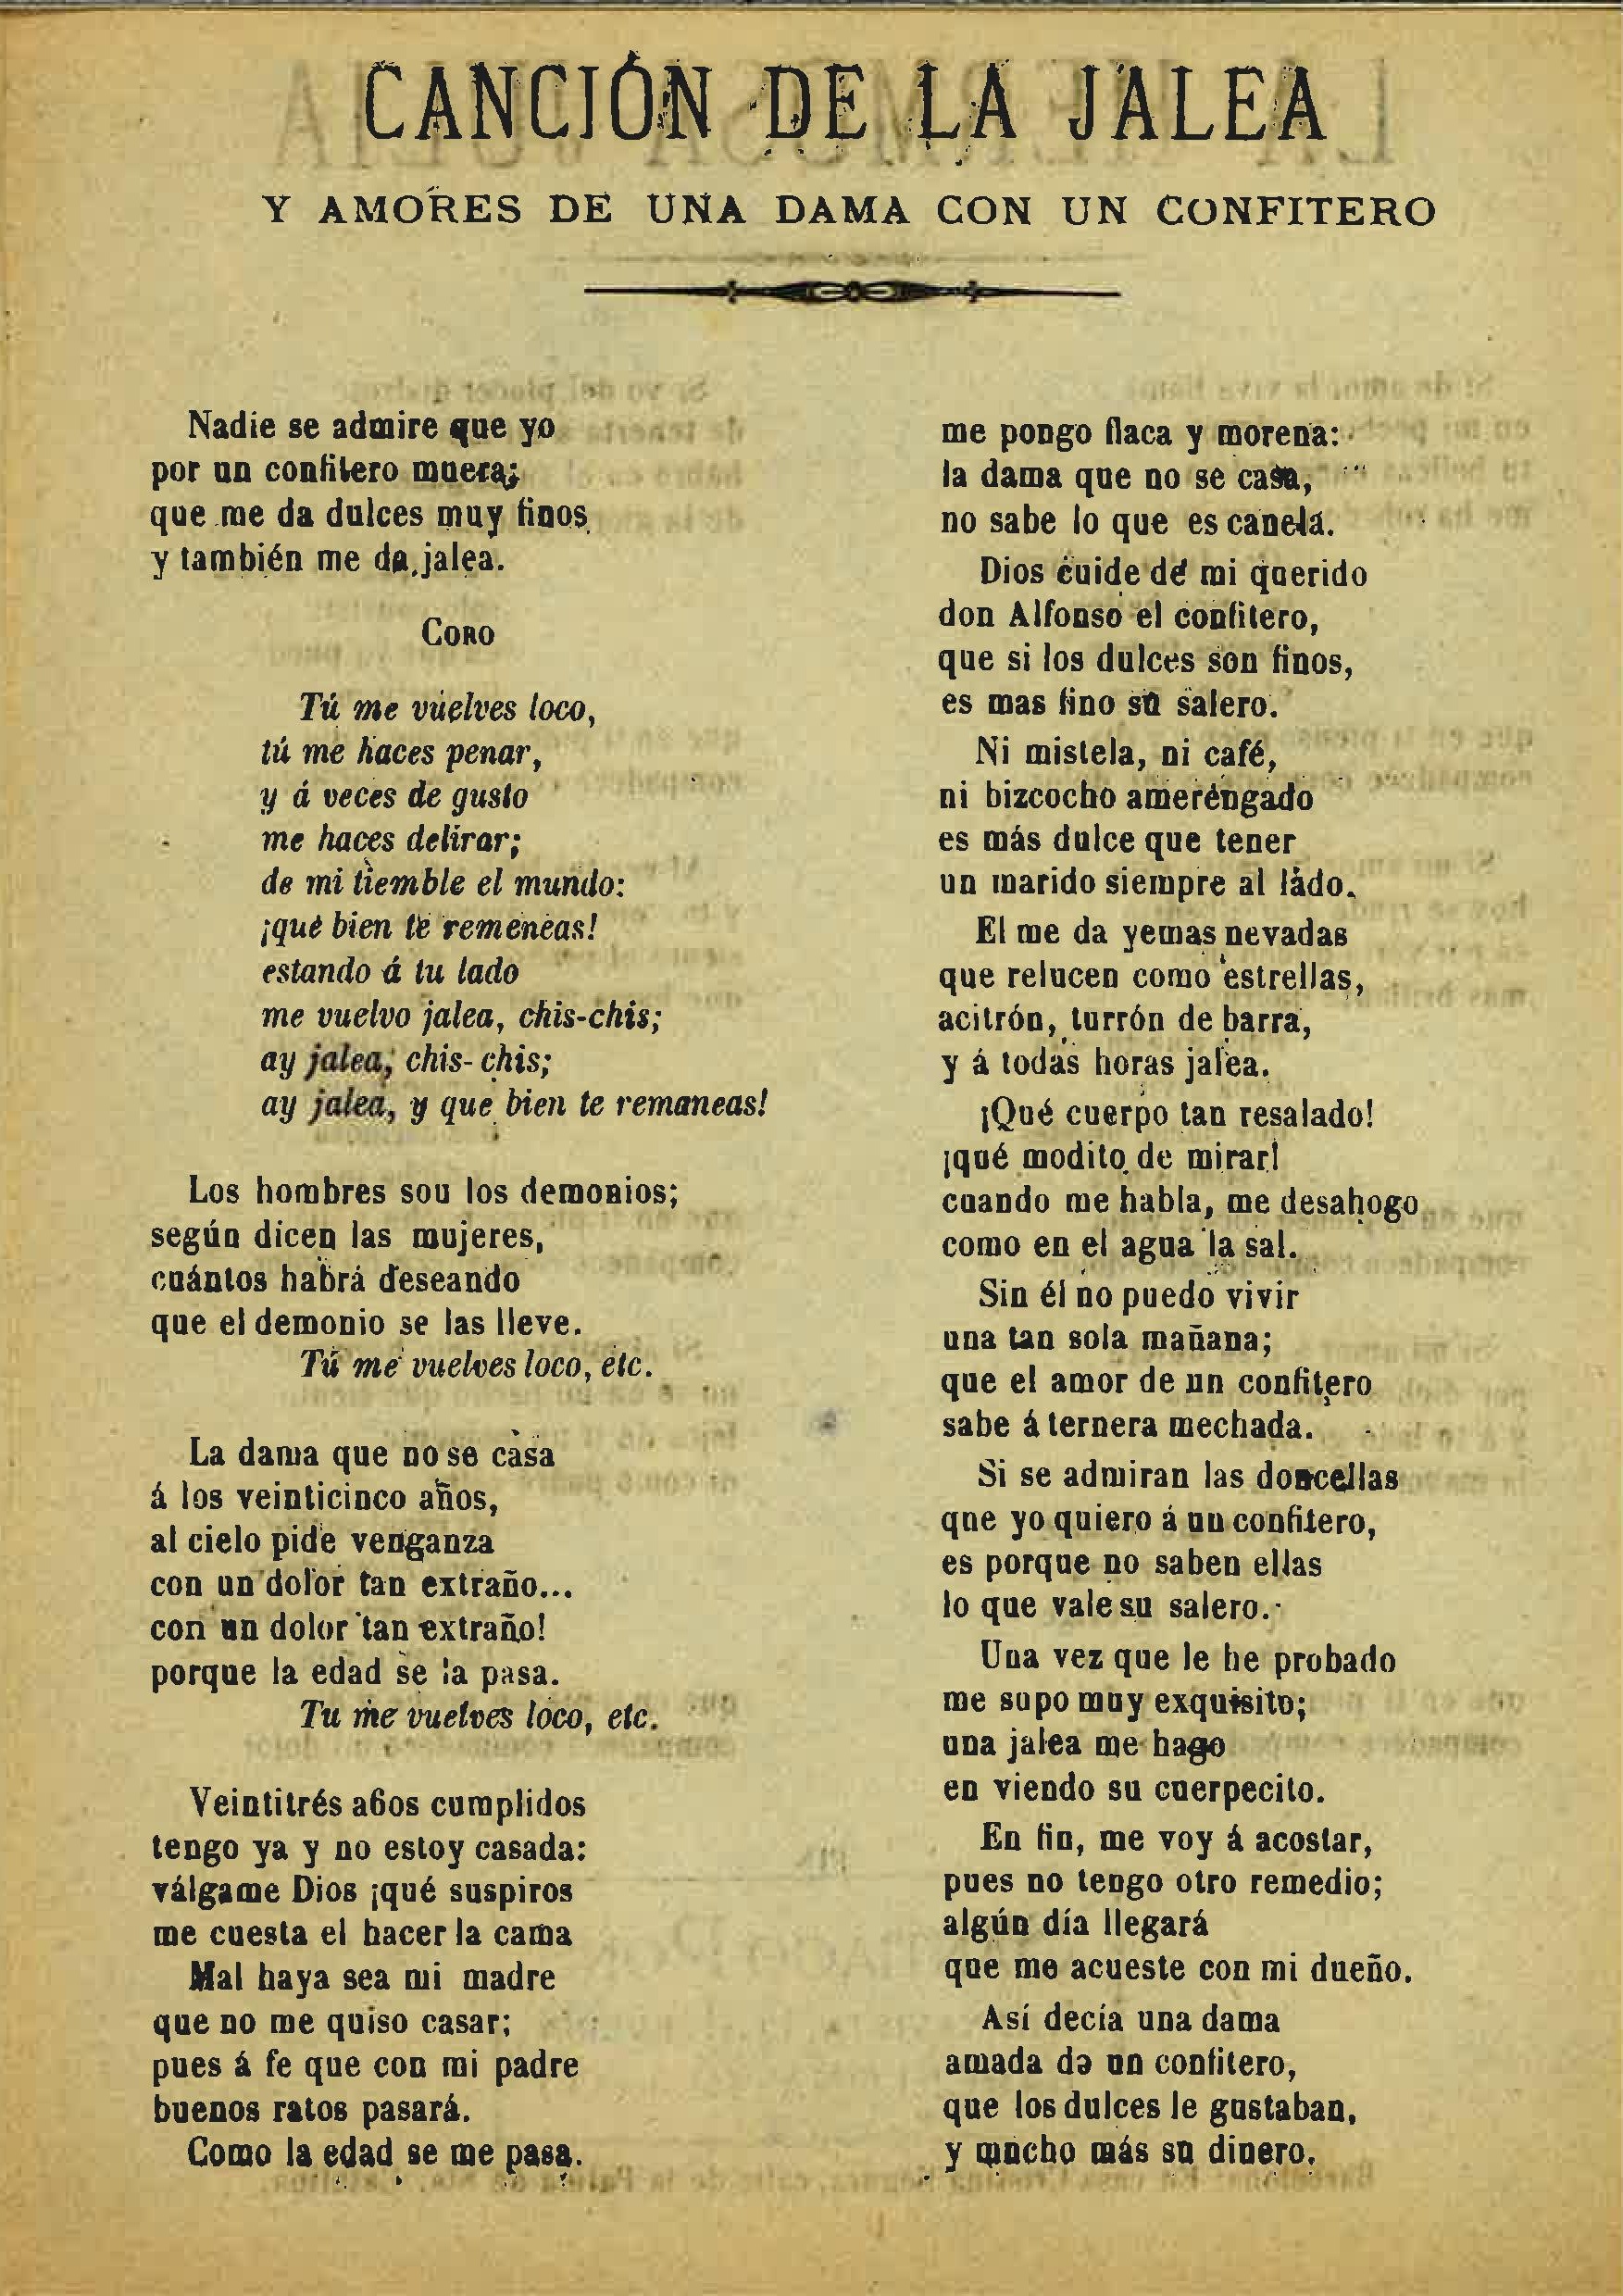 CANCIÓN DE LA JALEA
Y AMORES DE UNA DAMA CON UN CONFITERO
Nadie se admire que yo
por un confitero muera;
que me da dulces muy finos
y también me da jalea.
CORO
Tú me vuelves loco,
tú me haces penar,
y á veces de gusto
me haces delirar;
de mi tiemble el mundo:
¡qué bien te remeneas!
estando á tu lado
me vuelvo jalea, chis-chis;
ay jalea, chis-chis;
ay jalea, y que bien te remaneas!
Los hombres sou los demonios;
según dicen las mujeres,
cuántos habrá deseando
que el demonio se las lleve.
Tú me vuelves loco, etc.
La dama que no se casa
á los veinticinco años,
al cielo pide venganza
con un dolor tan extraño...
con un dolor tan extraño!
porque la edad se la pasa.
Tu me vuelves loco, etc.
Veintitrés a6os cumplidos
tengo ya y no estoy casada:
válgame Dios ¡qué suspiros
me cuesta el hacer la cama
Mal haya sea mi madre
que no me quiso casar;
pues á fe que con mi padre
buenos ratos pasará.
Como la edad se me pasa.
me pongo flaca y morena:
la dama que no se casa,
no sabe lo que es canela.
Dios cuide de mi querido
don Alfonso el confitero,
que si los dulces son finos,
es mas fino su salero.
Ni mistela, ni café,
ni bizcocho amerengado
es más dulce que tener
un marido siempre al lado.
El me da yemas nevadas
que relucen como estrellas,
acitrón, turrón de barra,
y á todas horas jalea.
¡Qué cuerpo tan resalado!
¡qué modito de mirar!
cuando me habla, me desahogo
como en el agua la sal.
Sin él no puedo vivir
una tan sola mañana;
que el amor de un confitero
sabe á ternera mechada.
Si se admiran las doncellas
qne yo quiero á uu confitero,
es porque no saben ellas
lo que vale su salero.
Una vez que le he probado
me supo muy exquisito;
una jalea me hago
en viendo su cuerpecito.
En fin, me voy á acostar,
pues no tengo otro remedio;
algún día llegará
que me acueste con mi dueño.
Así decía una dama
amada de un confitero,
que los dulces le gustaban,
y mucho más su dinero.